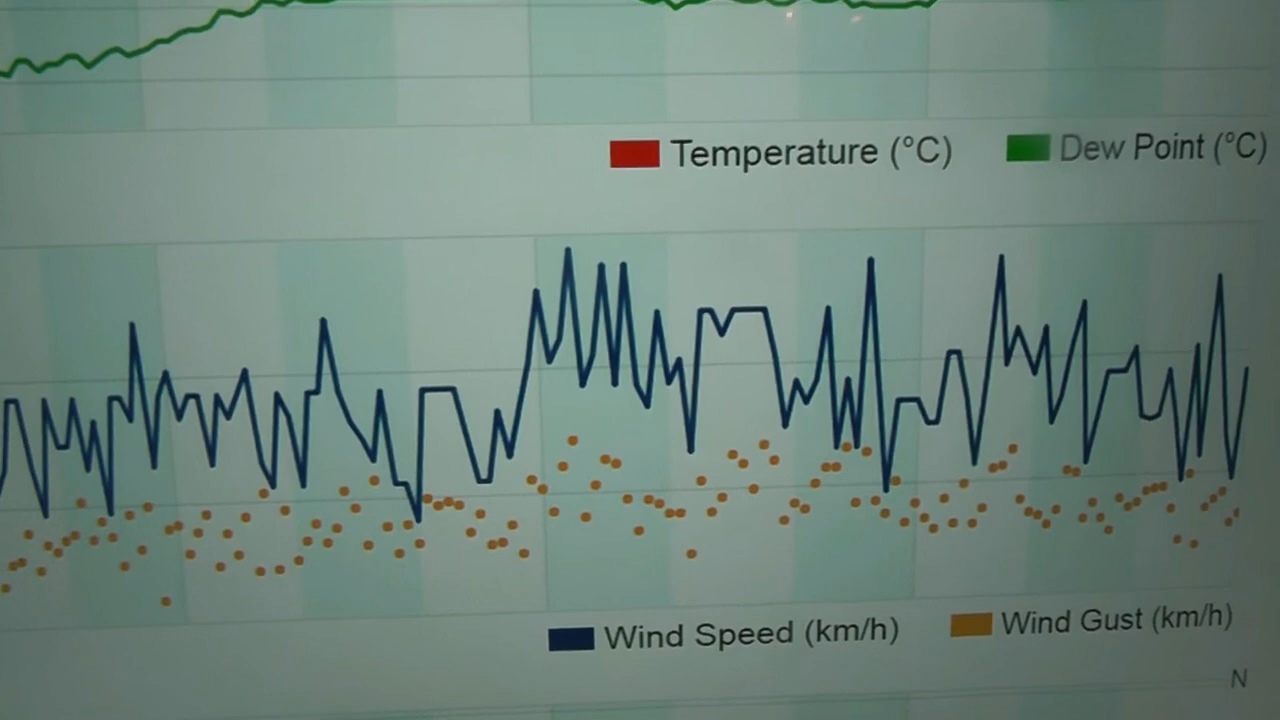 Temperature (°C) Dew Point (°C)
Wind Speed (km/h) Wind Gust (km/h)
N